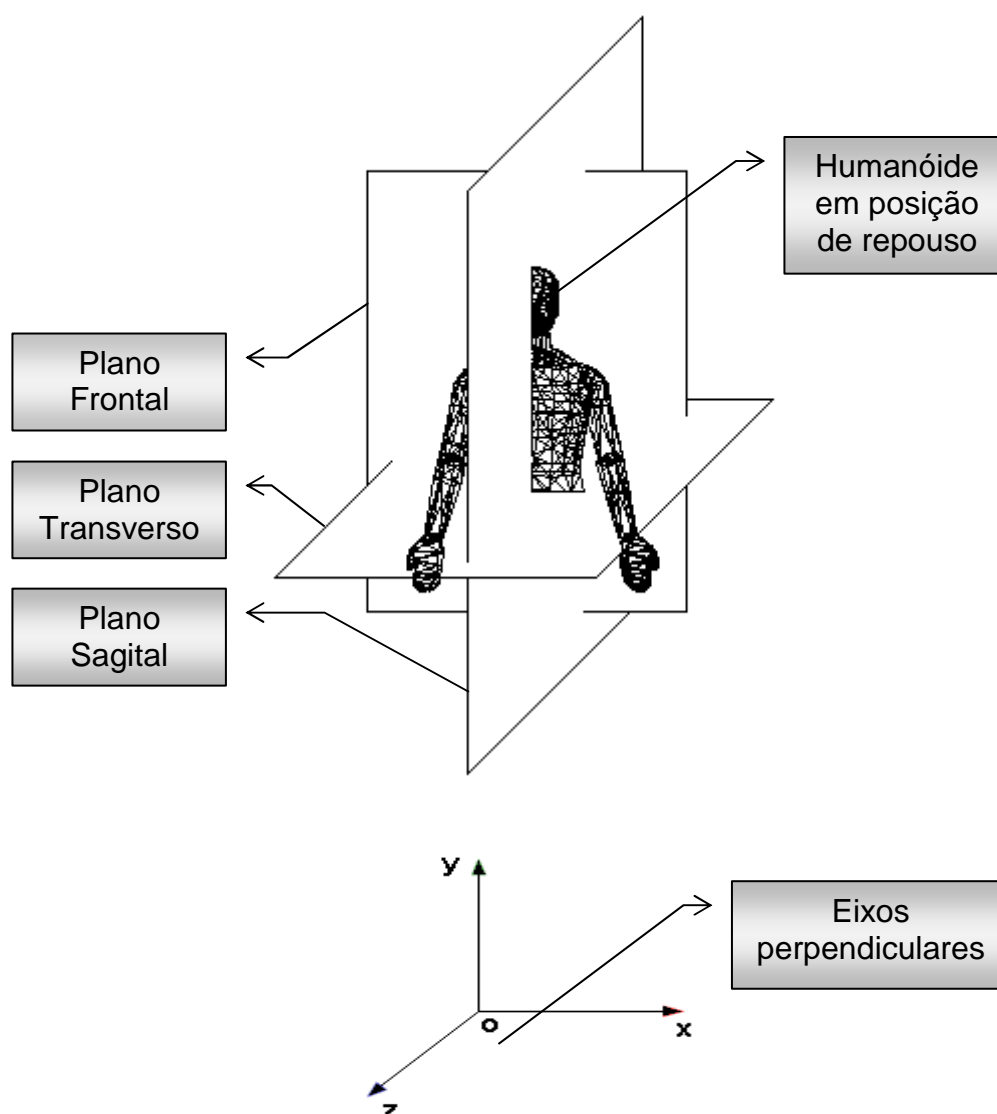 Humanóide
em posição
de repouso
Plano
Frontal
Plano
Transverso
Plano
Sagital
y
o
x
z
Eixos
perpendiculares